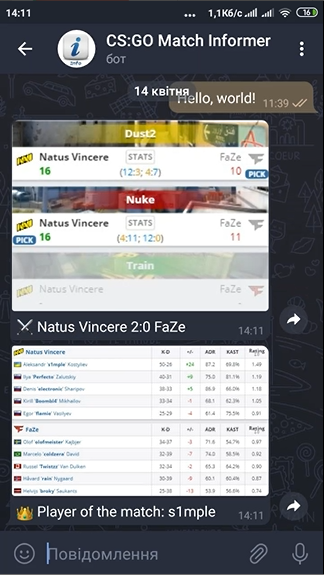 14:11
1,1Кб/с
16
CS:GO Match Informer
бот
Info
14 квітня
Hello, world!
11:39
Dust2
Natus Vincere STATS FaZe
16 (12:3; 4:7) 10 PICK
Nuke
Natus Vincere STATS FaZe
PICK 16 (4:11; 12:0) 11
Train
Natus Vincere FaZe
- -
Natus Vincere 2:0 FaZe
14:11
Natus Vincere K-D +/- ADR KAST Rating
Aleksandr 's1mple' Kostyliev 50-26 +24 87.2 69.8% 1.49
Ilya 'Perfecto' Zalutskiy 40-31 +9 75.0 81.1% 1.19
Denis 'electronic' Sharipov 38-33 +5 86.9 66.0% 1.18
Kirill 'Boombl4' Mikhailov 33-34 -1 68.1 62.3% 1.05
Egor 'flamie' Vasilyev 25-29 -4 61.4 75.5% 0.91
FaZe K-D +/- ADR KAST Rating
Olof 'olofmeister' Kajbjer 34-37 -3 71.6 54.7% 0.97
Marcelo 'coldzera' David 32-39 -7 74.0 58.5% 0.92
Russel 'Twistzz' Van Dulken 32-34 -2 65.3 64.2% 0.90
Håvard 'rain' Nygaard 30-39 -9 60.1 60.4% 0.87
Helvijs 'broky' Saukants 25-38 -13 53.9 56.6% 0.74
Player of the match: s1mple
14:11
Повідомлення